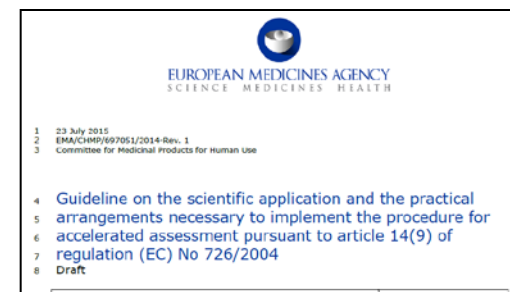 EUROPEAN MEDICINES AGENCY
SCIENCE MEDICINES HEALTH
1 23 July 2015
2 EMA/CHMP/697051/2014-Rev. 1
3 Committee for Medicinal Products for Human Use
4 Guideline on the scientific application and the practical
5 arrangements necessary to implement the procedure for
6 accelerated assessment pursuant to article 14(9) of
7 regulation (EC) No 726/2004
8 Draft